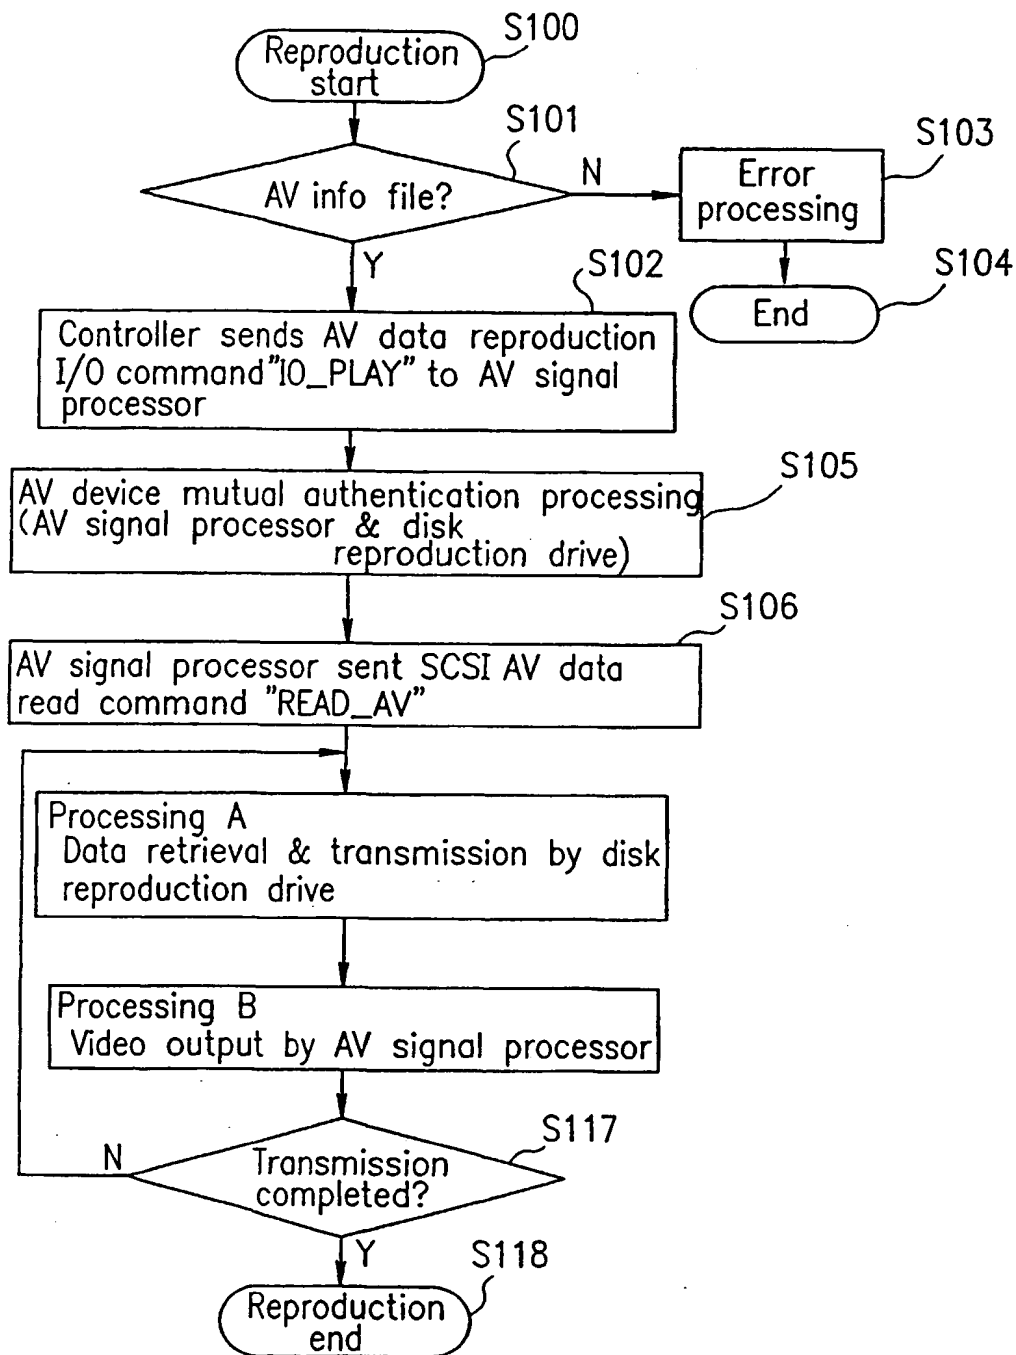 S100
Reproduction
start
S101
AV info file?
N
S103
Error
processing
Y
S102
S104
End
Controller sends AV data reproduction
I/O command"IO_PLAY" to AV signal
processor
S105
AV device mutual authentication processing
(AV signal processor & disk
reproduction drive)
S106
AV signal processor sent SCSI AV data
read command "READ_AV"
Processing A
Data retrieval & transmission by disk
reproduction drive
Processing B
Video output by AV signal processor
S117
N
Transmission
completed?
Y
S118
Reproduction
end